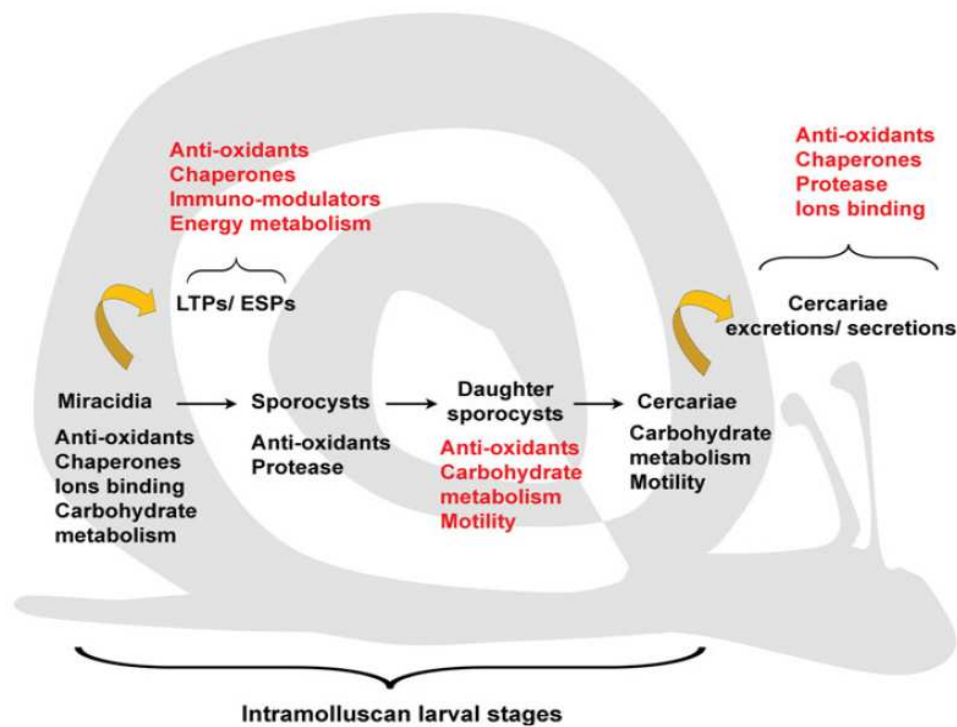 Anti-oxidants
Chaperones
Immuno-modulators
Energy metabolism
Anti-oxidants
Chaperones
Protease
Ions binding
LTPs/ ESPs
Cercariae
excretions/ secretions
Miracidia
Anti-oxidants
Chaperones
Ions binding
Carbohydrate
metabolism
Sporocysts
Anti-oxidants
Protease
Daughter
sporocysts
Anti-oxidants
Carbohydrate
metabolism
Motility
Cercariae
Carbohydrate
metabolism
Motility
Intramolluscan larval stages